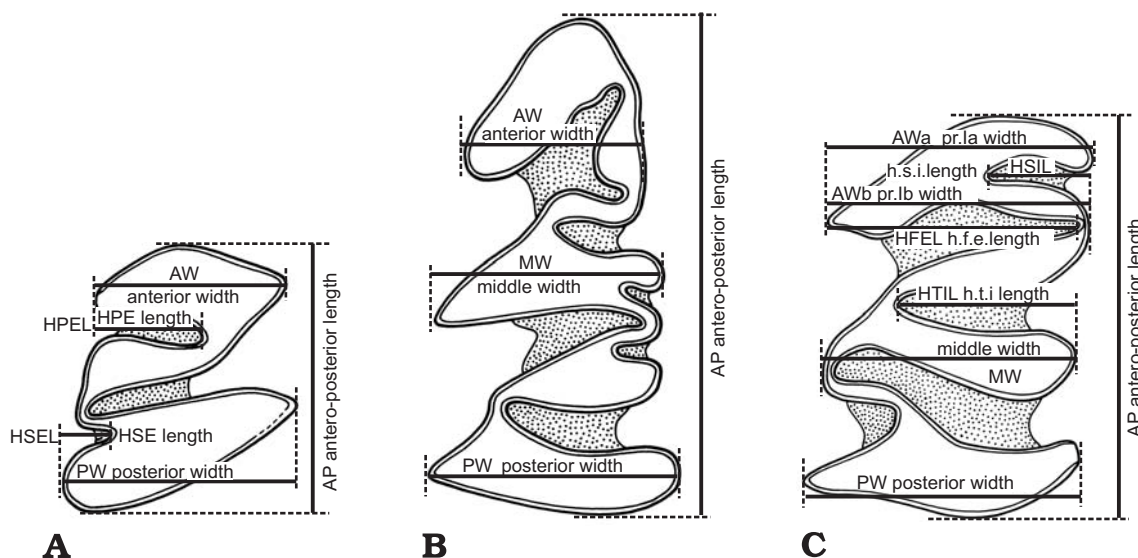 AW
anterior width
HPEL HPE length
HSEL HSE length
PW posterior width
AP antero-posterior length
A
AW
anterior width
MW
middle width
PW posterior width
AP antero-posterior length
B
AWa pr.Ia width
h.s.i.length HSIL
AWb pr.Ib width
HFEL h.f.e.length
HTIL h.t.i length
middle width
MW
PW posterior width
AP antero-posterior length
C